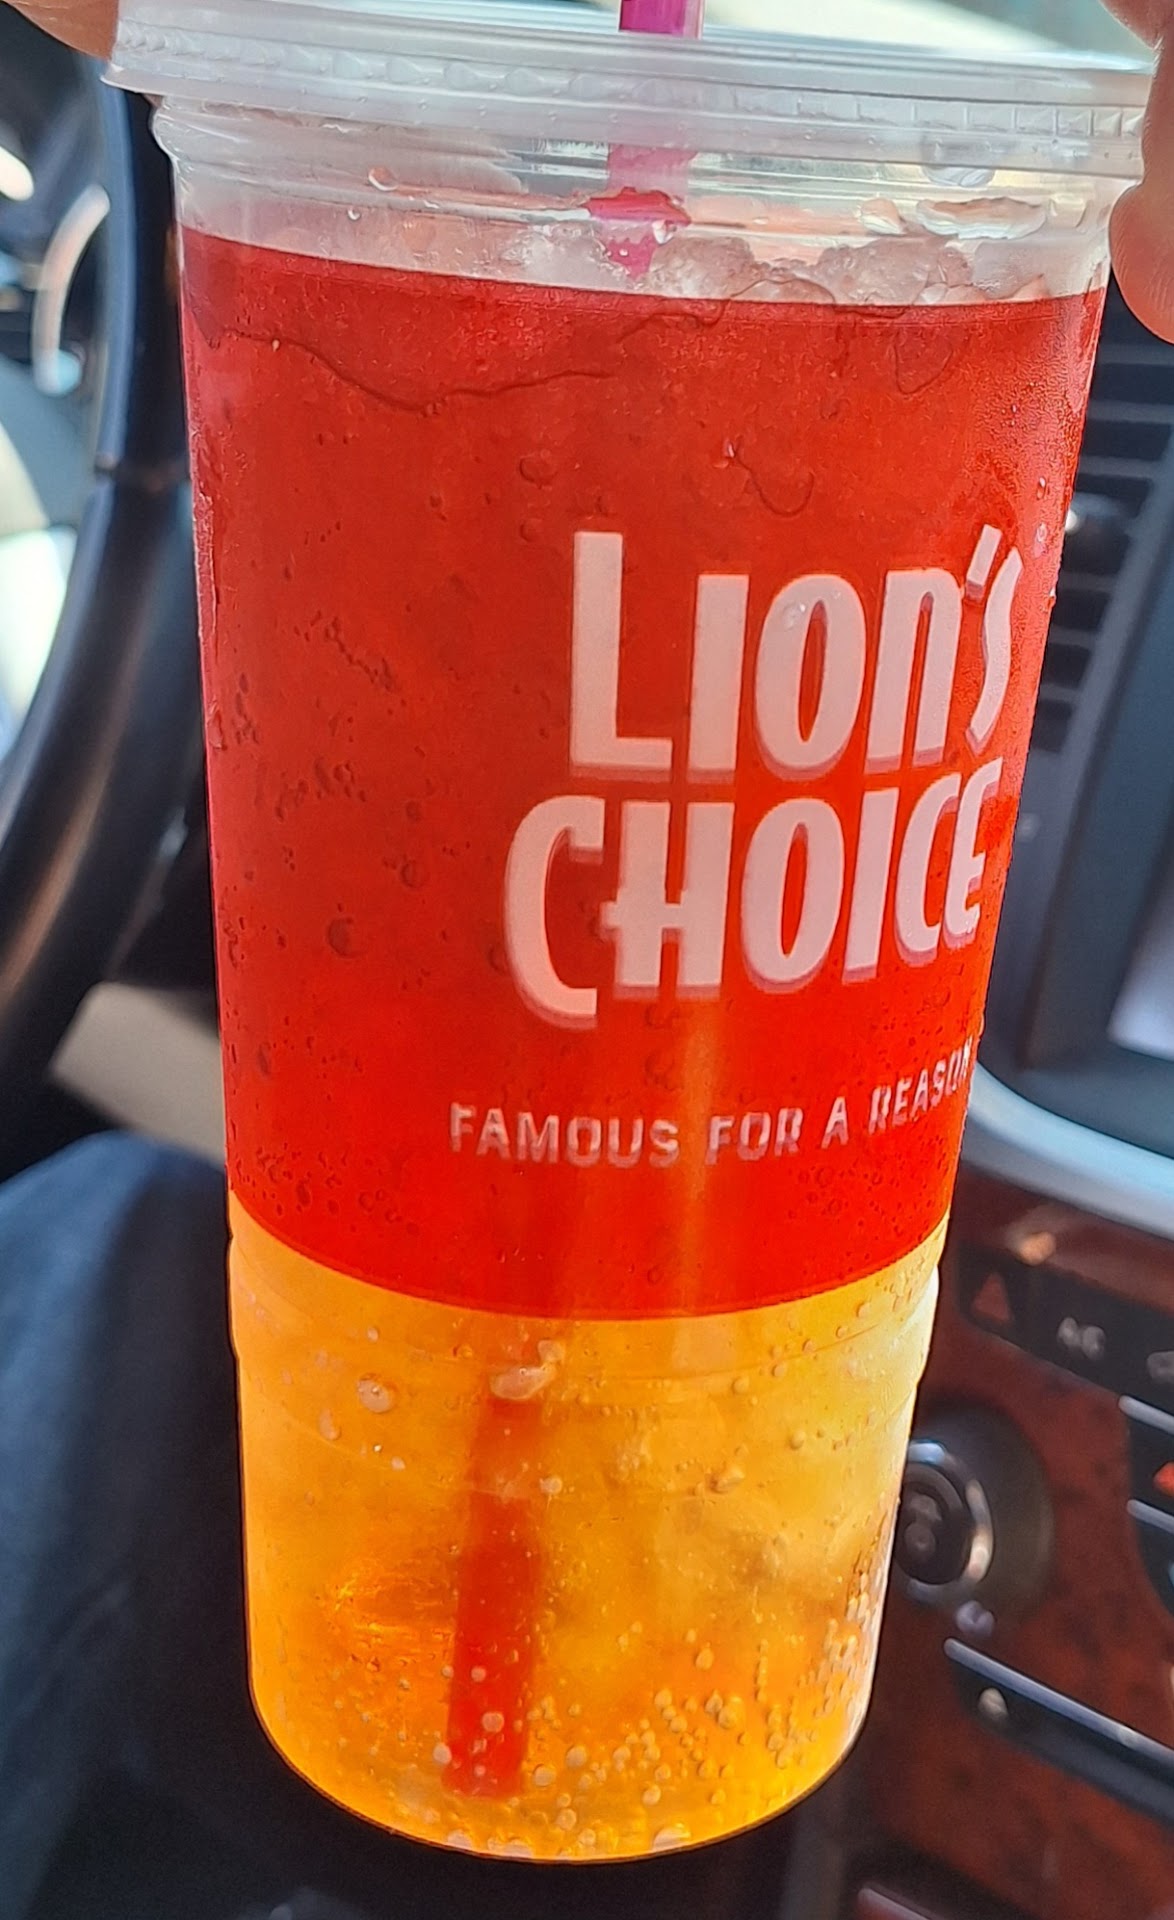 LION'S
CHOICE
FAMOUS FOR A REASON
A/C